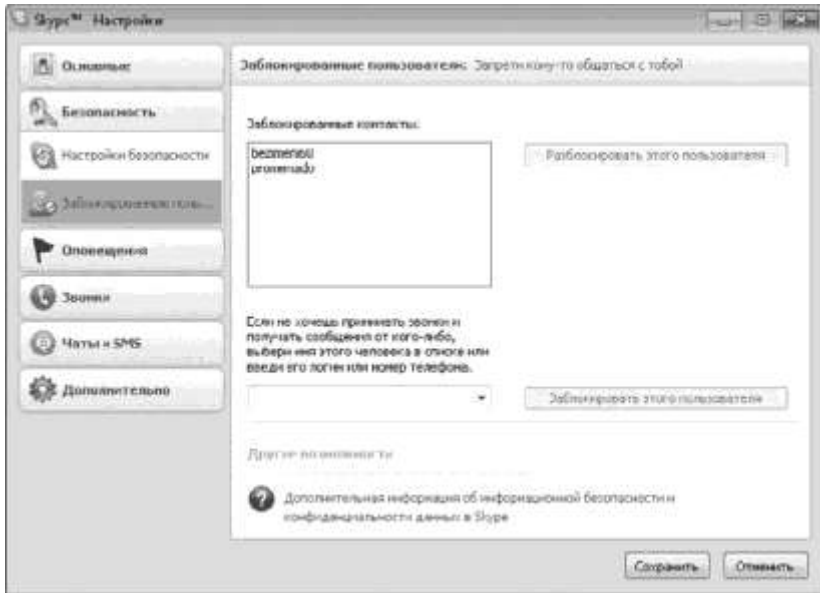 Skype™ Настройки
Основные
Безопасность
Настройки безопасности
Заблокированные поль...
Оповещения
Звонки
Чаты и SMS
Дополнительно
Заблокированные пользователи: Запрети кому-то общаться с тобой
Заблокированные контакты:
promenado
Разблокировать этого пользователя
Если не хочешь принимать звонки и
получать сообщения от кого-либо,
выбери имя этого человека в списке или
введи его логин или номер телефона.
Заблокировать этого пользователя
Другие возможности
Дополнительная информация об информационной безопасности и
конфиденциальности данных в Skype
Сохранить
Отменить